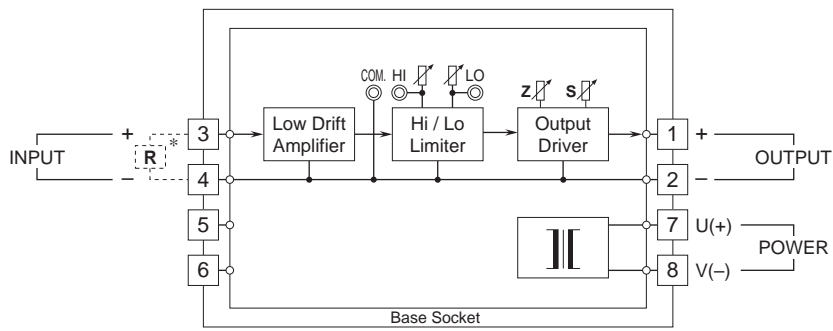 COM. HI LO
Z S
+ 3 Low Drift Amplifier Hi / Lo Limiter Output Driver 1 +
INPUT R * OUTPUT
– 4 2 –
5 7 U(+)
POWER
6 8 V(–)
Base Socket